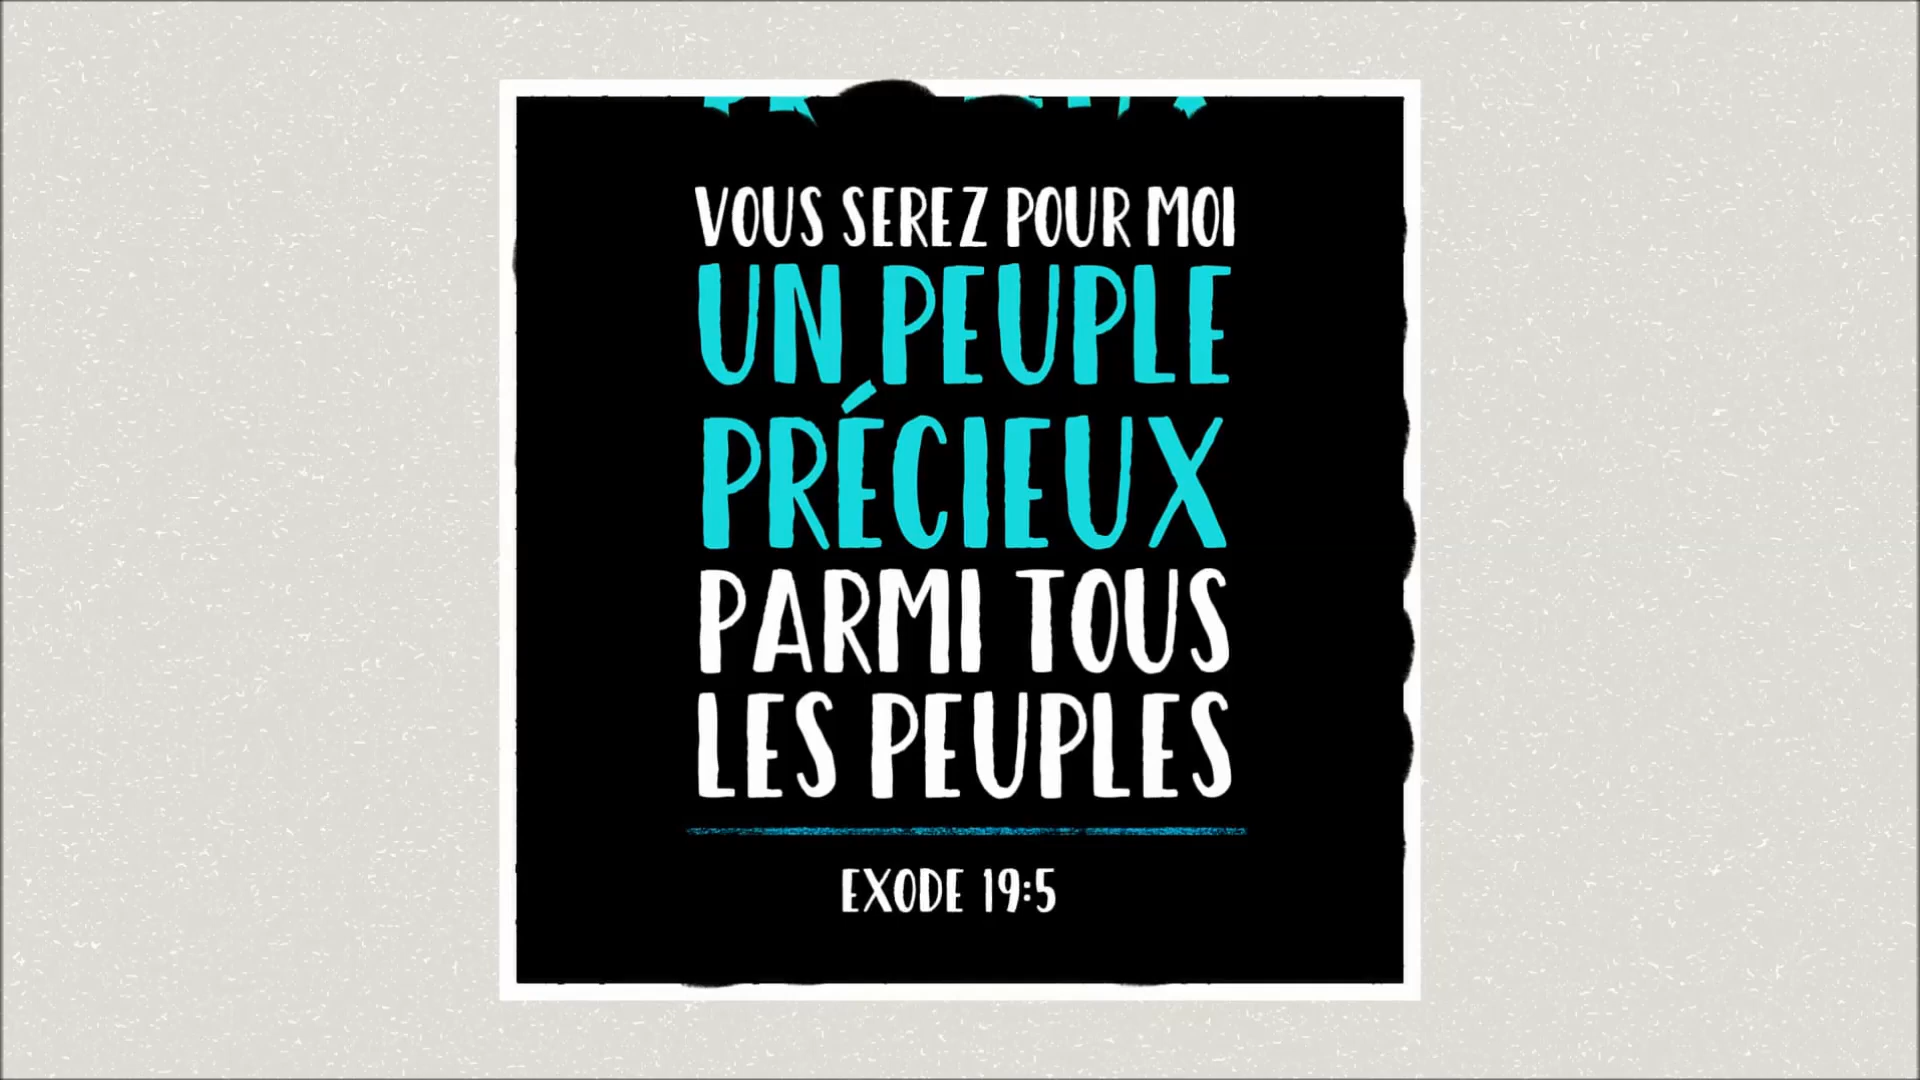 VOUS SEREZ POUR MOI
UN PEUPLE
PRÉCIEUX
PARMI TOUS
LES PEUPLES
EXODE 19:5